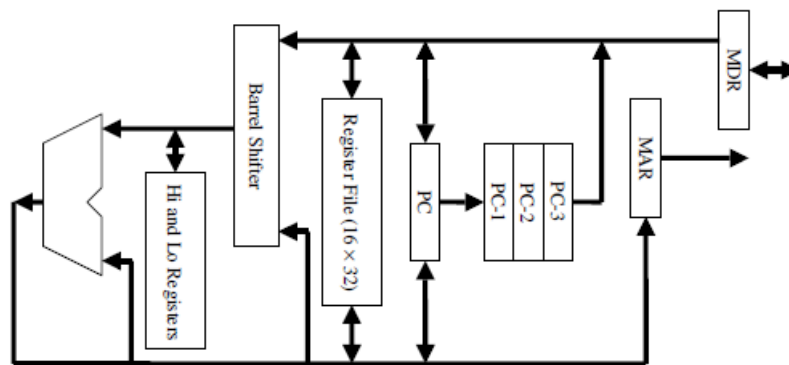 MDR
MAR
PC-3
PC-2
PC-1
PC
Register File (16 × 32)
Barrel Shifter
Hi and Lo Registers